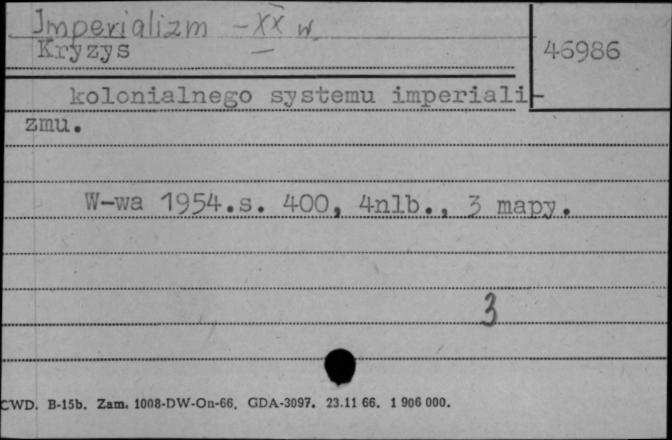 Imperializm - XX w.
Kryzys
46986
kolonialnego systemu imperiali-
zmu.
W-wa 1954.s. 400, 4nlb., 3 mapy.
3
CWD. B-15b. Zam. 1008-DW-On-66. GDA-3097. 23.11 66. 1 906 000.